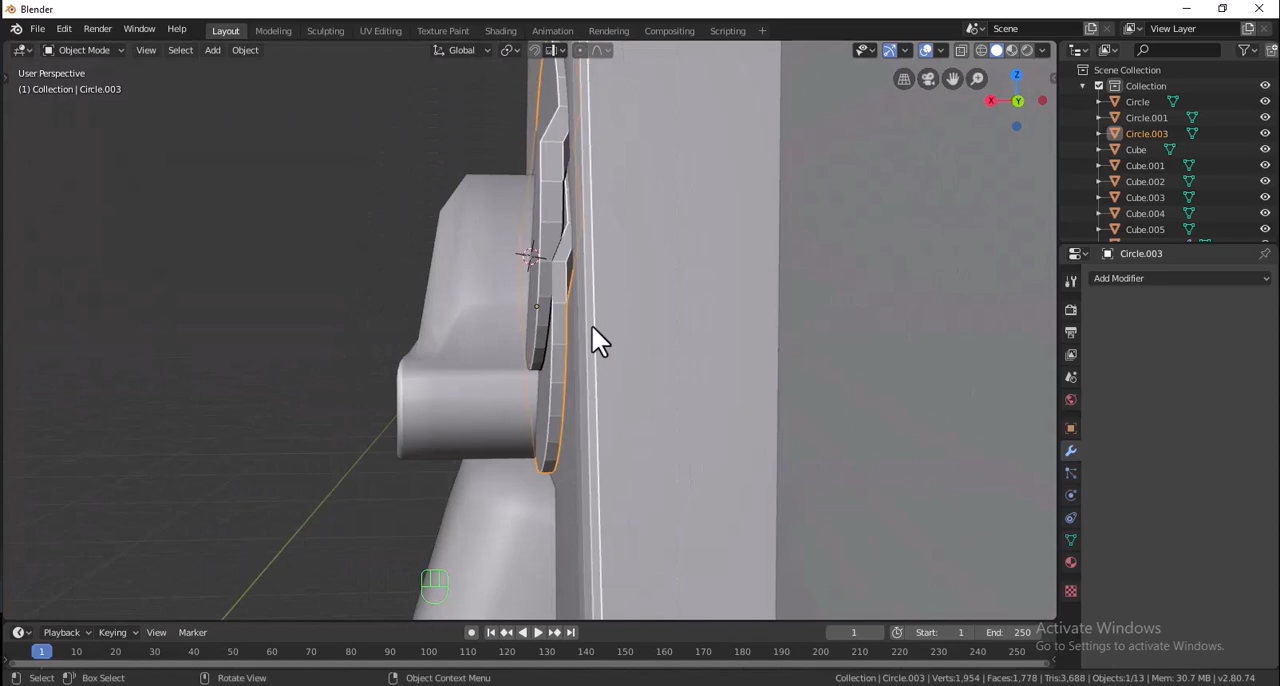 Blender
File Edit Render Window Help Layout Modeling Sculpting UV Editing Texture Paint Shading Animation Rendering Compositing Scripting + Scene View Layer
Object Mode View Select Add Object Global
User Perspective
(1) Collection | Circle.003
Z
X Y
Scene Collection
Collection
Circle
Circle.001
Circle.003
Cube
Cube.001
Cube.002
Cube.003
Cube.004
Cube.005
Circle.003
Add Modifier
Playback Keying View Marker 1 Start: 1 End: 250
1 10 20 30 40 50 60 70 80 90 100 110 120 130 140 150 160 170 180 190 200 210 220 230 240 250
Activate Windows
Go to Settings to activate Windows.
Select Box Select Rotate View Object Context Menu Collection | Circle.003 | Verts:1,954 | Faces:1,778 | Tris:3,688 | Objects:1/13 | Mem: 30.7 MB | v2.80.74